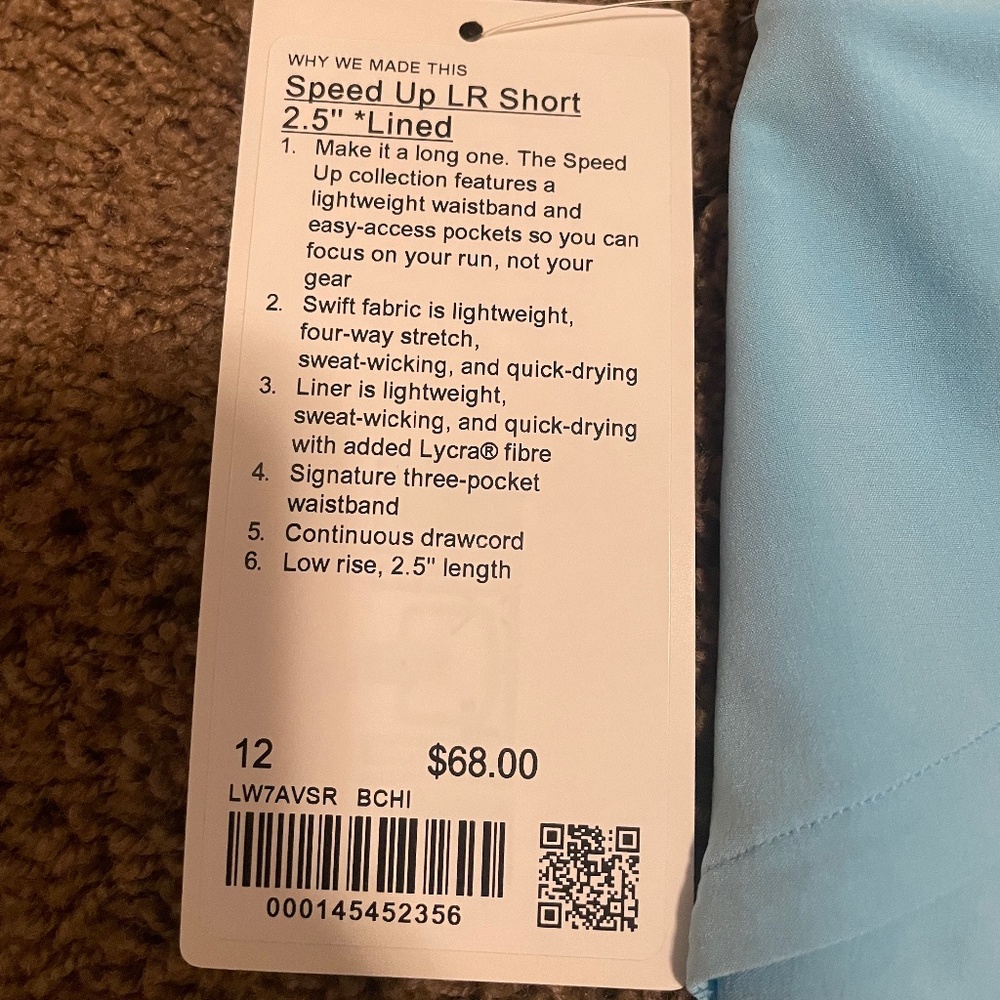 WHY WE MADE THIS
Speed Up LR Short
2.5" *Lined
1. Make it a long one. The Speed
Up collection features a
lightweight waistband and
easy-access pockets so you can
focus on your run, not your
gear
2. Swift fabric is lightweight,
four-way stretch,
sweat-wicking, and quick-drying
3. Liner is lightweight,
sweat-wicking, and quick-drying
with added Lycra® fibre
4. Signature three-pocket
waistband
5. Continuous drawcord
6. Low rise, 2.5" length
12 $68.00
LW7AVSR BCHI
000145452356